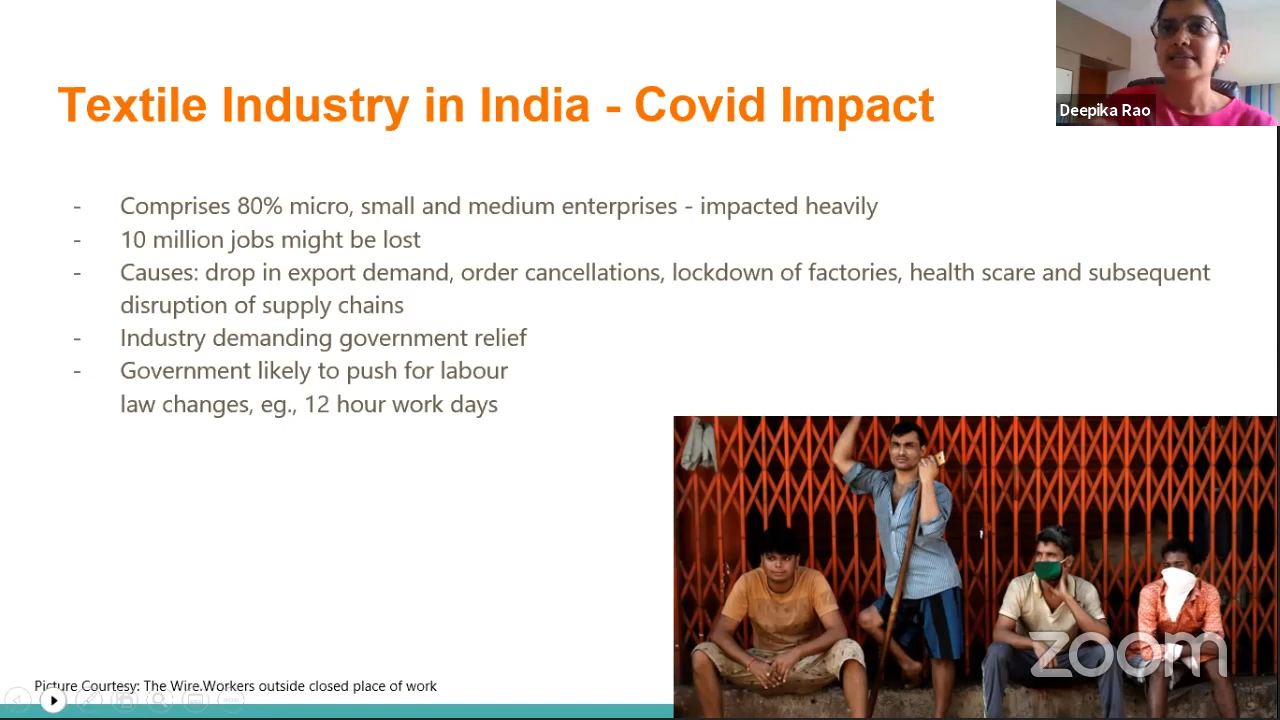 Textile Industry in India - Covid Impact
Deepika Rao
- Comprises 80% micro, small and medium enterprises - impacted heavily
- 10 million jobs might be lost
- Causes: drop in export demand, order cancellations, lockdown of factories, health scare and subsequent
disruption of supply chains
- Industry demanding government relief
- Government likely to push for labour
law changes, eg., 12 hour work days
zoom
Picture Courtesy: The Wire.Workers outside closed place of work